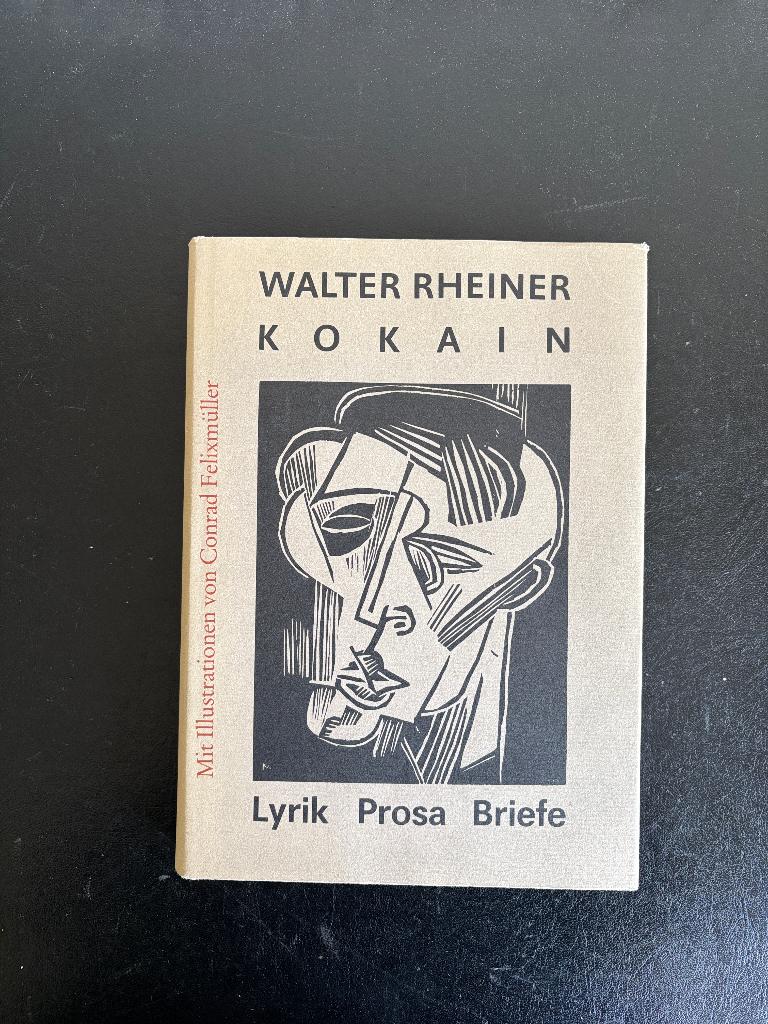 WALTER RHEINER
KOKAIN
Mit Illustrationen von Conrad Felixmüller
Lyrik Prosa Briefe